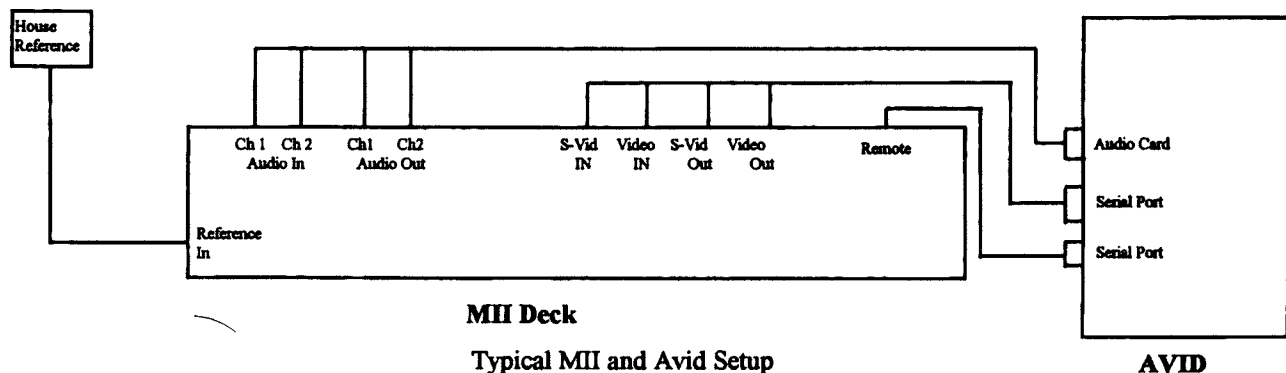 House
Reference
Ch 1 Ch 2 Ch1 Ch2 S-Vid Video S-Vid Video Remote
Audio In Audio Out IN IN Out Out
Reference
In
Audio Card
Serial Port
Serial Port
MII Deck
Typical MII and Avid Setup
AVID